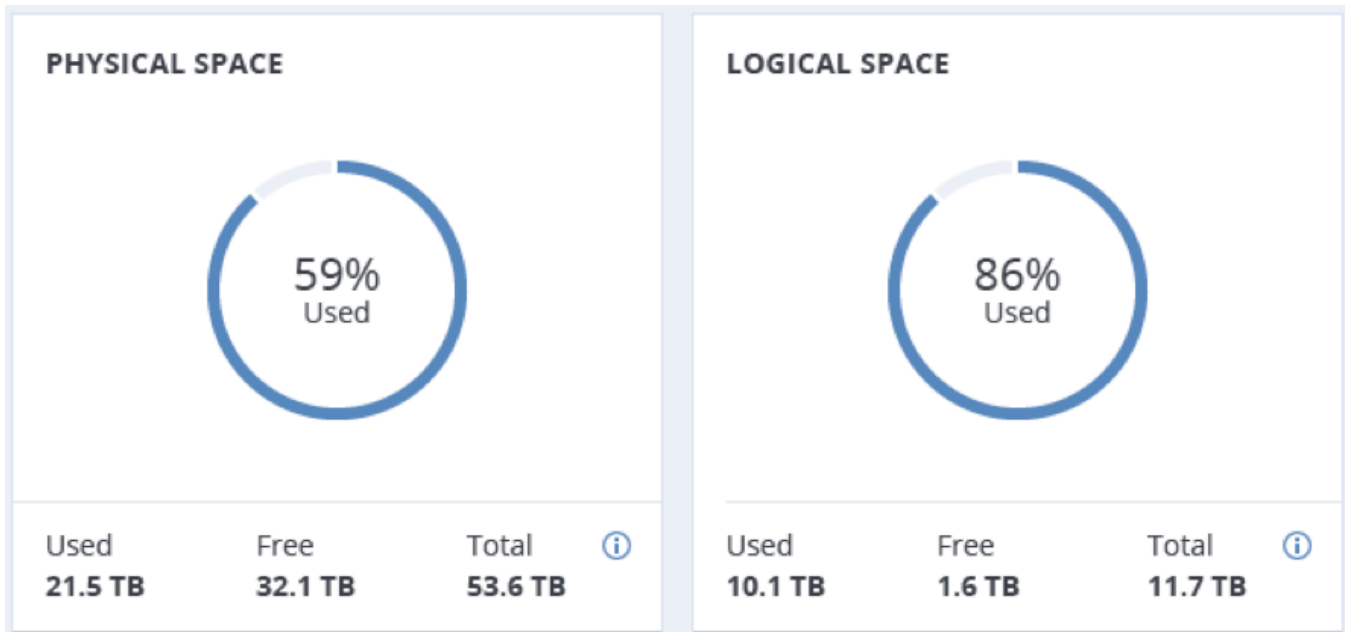 PHYSICAL SPACE
59%
Used
Used Free Total
21.5 TB 32.1 TB 53.6 TB
LOGICAL SPACE
86%
Used
Used Free Total
10.1 TB 1.6 TB 11.7 TB